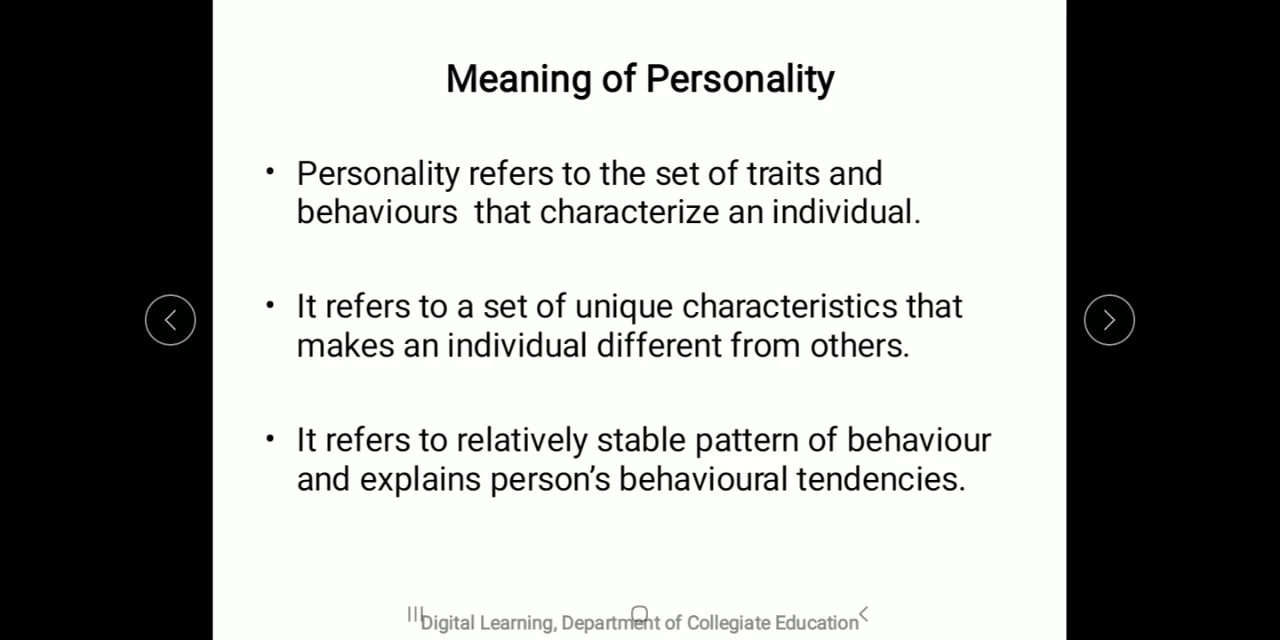 Meaning of Personality
• Personality refers to the set of traits and
behaviours  that characterize an individual.
• It refers to a set of unique characteristics that
makes an individual different from others.
• It refers to relatively stable pattern of behaviour
and explains person’s behavioural tendencies.
Digital Learning, Department of Collegiate Education